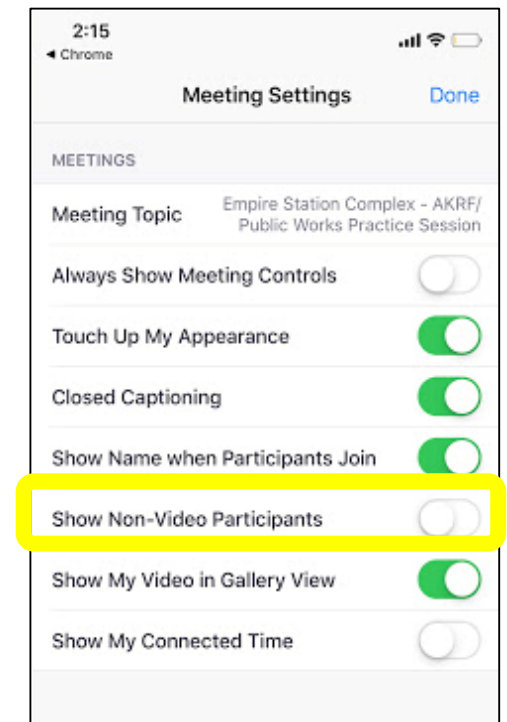 2:15
◄ Chrome
Meeting Settings
Done
MEETINGS
Meeting Topic
Empire Station Complex - AKRF/
Public Works Practice Session
Always Show Meeting Controls
Touch Up My Appearance
Closed Captioning
Show Name when Participants Join
Show Non-Video Participants
Show My Video in Gallery View
Show My Connected Time